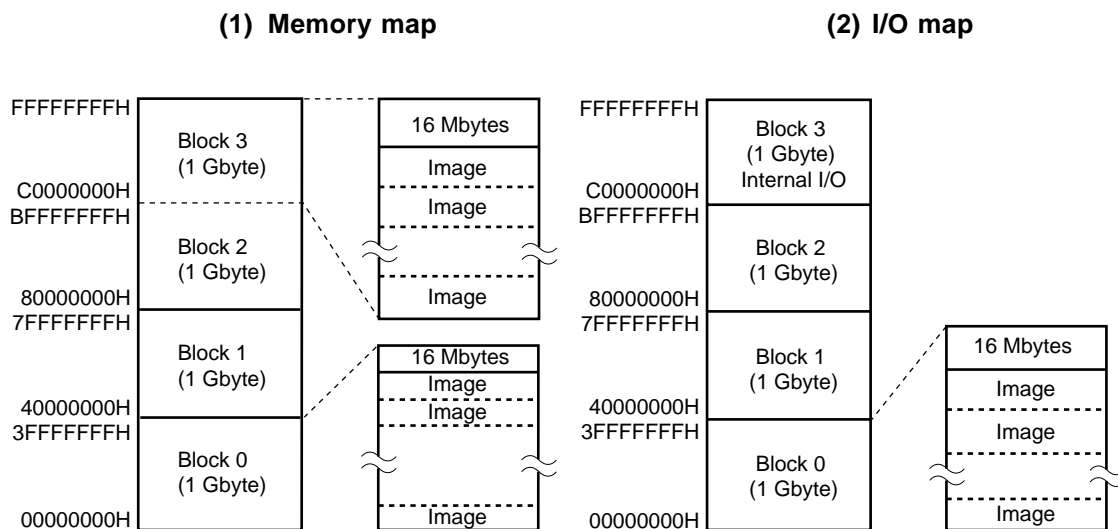 (1) Memory map
FFFFFFFFH
Block 3
(1 Gbyte)
C0000000H
BFFFFFFFH
Block 2
(1 Gbyte)
80000000H
7FFFFFFFH
Block 1
(1 Gbyte)
40000000H
3FFFFFFFH
Block 0
(1 Gbyte)
00000000H
16 Mbytes
Image
Image
Image
16 Mbytes
Image
Image
Image
(2) I/O map
FFFFFFFFH
Block 3
(1 Gbyte)
Internal I/O
C0000000H
BFFFFFFFH
Block 2
(1 Gbyte)
80000000H
7FFFFFFFH
Block 1
(1 Gbyte)
40000000H
3FFFFFFFH
Block 0
(1 Gbyte)
00000000H
16 Mbytes
Image
Image
Image